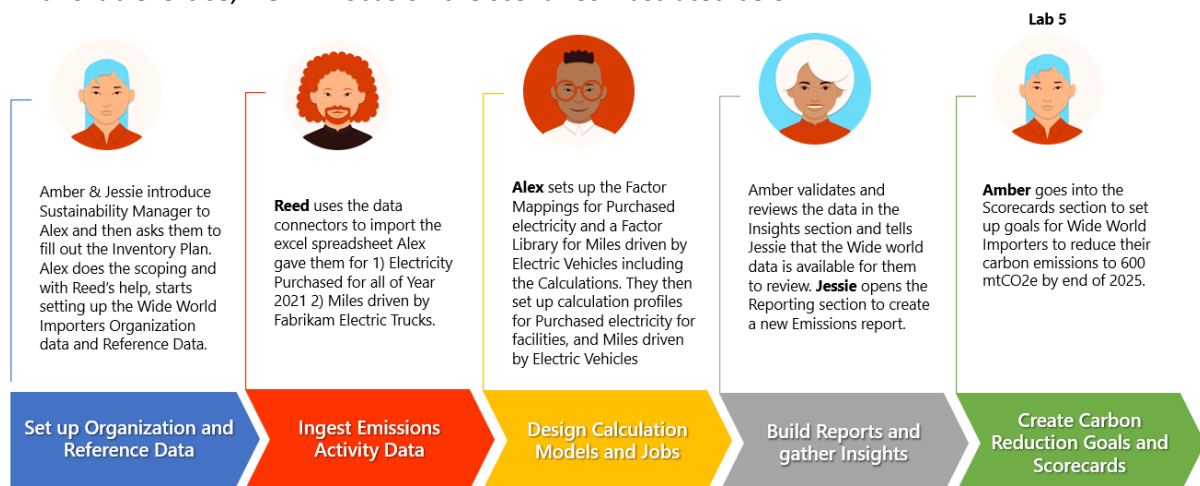 Lab 5
Amber & Jessie introduce
Sustainability Manager to
Alex and then asks them to
fill out the Inventory Plan.
Alex does the scoping and
with Reed's help, starts
setting up the Wide World
Importers Organization
data and Reference Data.
Reed uses the data
connectors to import the
excel spreadsheet Alex
gave them for 1) Electricity
Purchased for all of Year
2021 2) Miles driven by
Fabrikam Electric Trucks.
Alex sets up the Factor
Mappings for Purchased
electricity and a Factor
Library for Miles driven by
Electric Vehicles including
the Calculations. They then
set up calculation profiles
for Purchased electricity for
facilities, and Miles driven
by Electric Vehicles
Amber validates and
reviews the data in the
Insights section and tells
Jessie that the Wide world
data is available for them
to review. Jessie opens the
Reporting section to create
a new Emissions report.
Amber goes into the
Scorecards section to set
up goals for Wide World
Importers to reduce their
carbon emissions to 600
mtCO2e by end of 2025.
Set up Organization and
Reference Data
Ingest Emissions
Activity Data
Design Calculation
Models and Jobs
Build Reports and
gather Insights
Create Carbon
Reduction Goals and
Scorecards